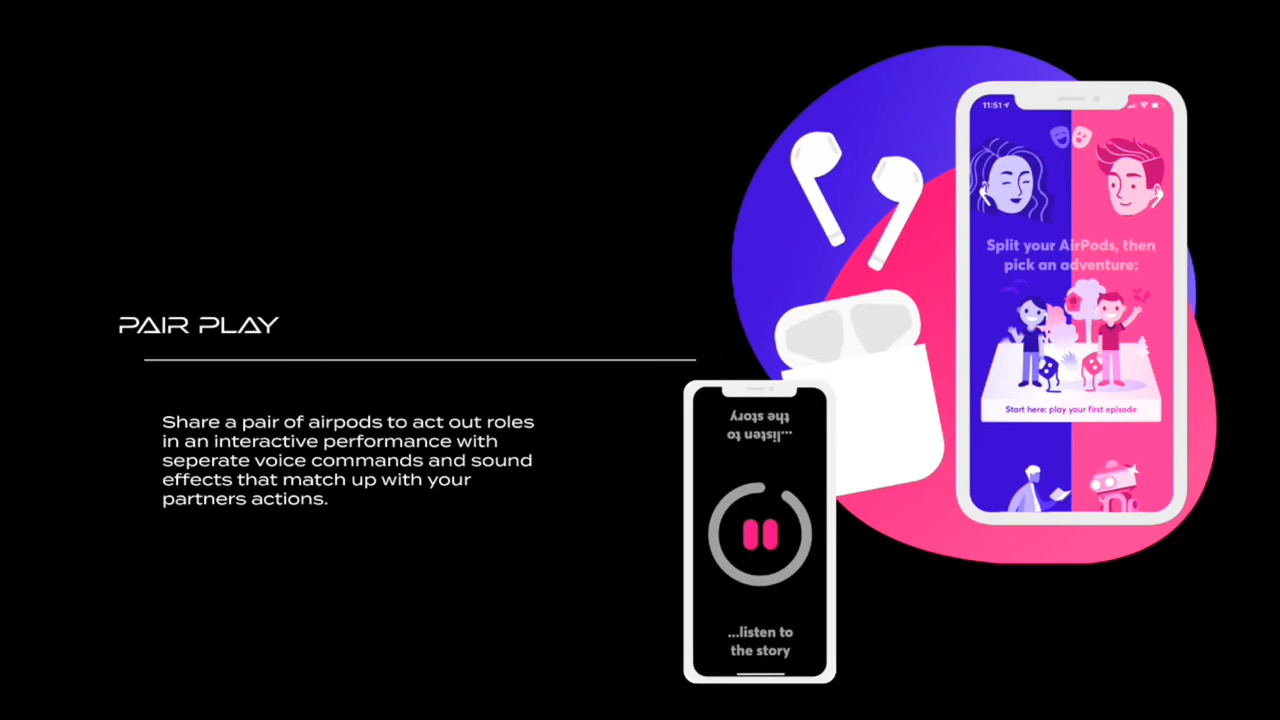 PAIR PLAY
Share a pair of airpods to act out roles
in an interactive performance with
seperate voice commands and sound
effects that match up with your
partners actions.
11:51
Split your AirPods, then
pick an adventure:
Start here: play your first episode
...listen to
the story
...listen to
the story